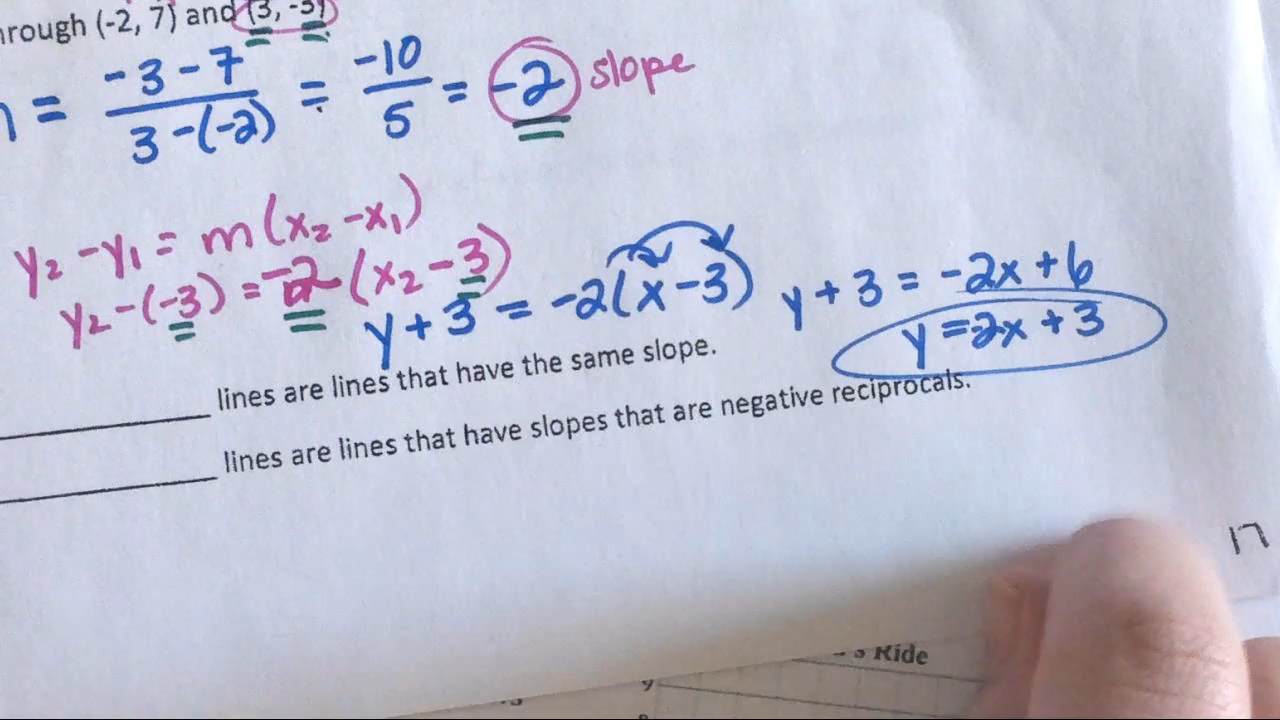 hrough (-2, 7) and (3, -3)
= -3 - 7 / 3 - (-2) = -10 / 5 = -2 slope
y₂ - y₁ = m(x₂ - x₁)
y₂ - (-3) = -2 (x₂ - 3)
y + 3 = -2(x - 3)
y + 3 = -2x + 6
y = 2x + 3
lines are lines that have the same slope.
lines are lines that have slopes that are negative reciprocals.
17
Ride
9